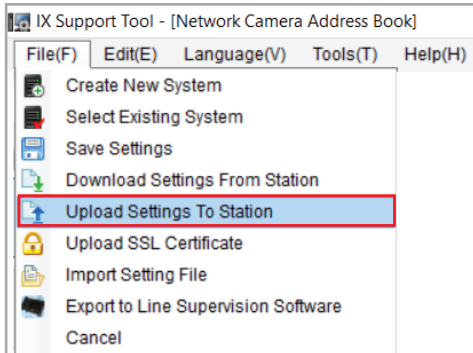 IX Support Tool - [Network Camera Address Book]
File(F) Edit(E) Language(V) Tools(T) Help(H)
Create New System
Select Existing System
Save Settings
Download Settings From Station
Upload Settings To Station
Upload SSL Certificate
Import Setting File
Export to Line Supervision Software
Cancel